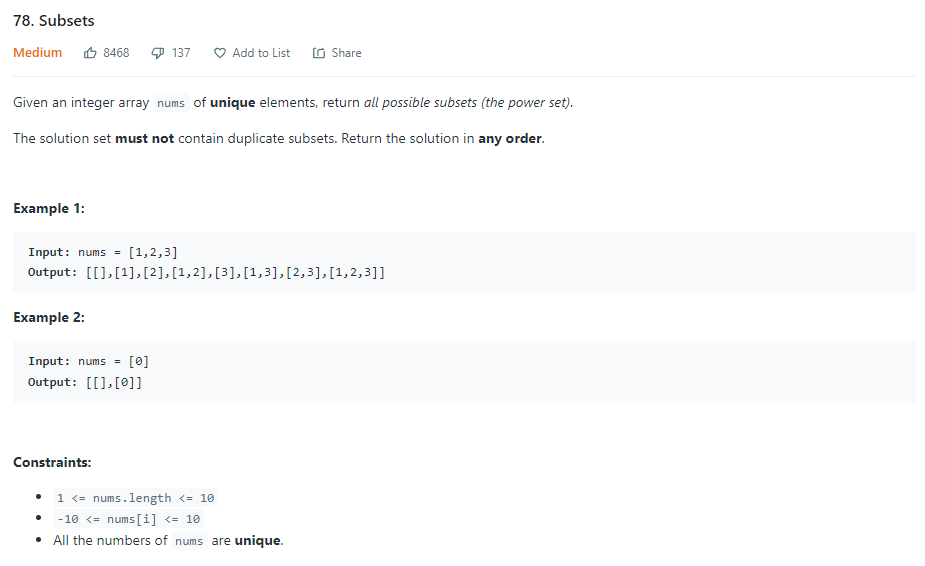 78. Subsets
Medium 8468 137 Add to List Share
Given an integer array nums of unique elements, return all possible subsets (the power set).
The solution set must not contain duplicate subsets. Return the solution in any order.
Example 1:
Input: nums = [1,2,3]
Output: [[],[1],[2],[1,2],[3],[1,3],[2,3],[1,2,3]]
Example 2:
Input: nums = [0]
Output: [[],[0]]
Constraints:
• 1 <= nums.length <= 10
• -10 <= nums[i] <= 10
• All the numbers of nums are unique.